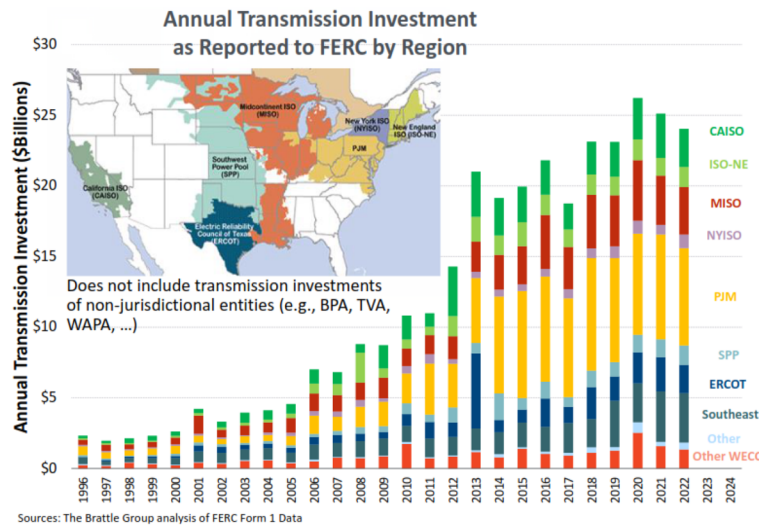 Annual Transmission Investment
as Reported to FERC by Region
Annual Transmission Investment ($Billions)
$30
$25
$20
$15
$10
$5
$0
Midcontinent ISO
(MISO)
New York ISO
(NYISO)
New England
ISO (ISO-NE)
PJM
Southwest
Power Pool
(SPP)
California ISO
(CAISO)
Electric Reliability
Council of Texas
(ERCOT)
Does not include transmission investments
of non-jurisdictional entities (e.g., BPA, TVA,
WAPA, ...)
CAISO
ISO-NE
MISO
NYISO
PJM
SPP
ERCOT
Southeast
Other
Other WECC
1996
1997
1998
1999
2000
2001
2002
2003
2004
2005
2006
2007
2008
2009
2010
2011
2012
2013
2014
2015
2016
2017
2018
2019
2020
2021
2022
2023
2024
Sources: The Brattle Group analysis of FERC Form 1 Data